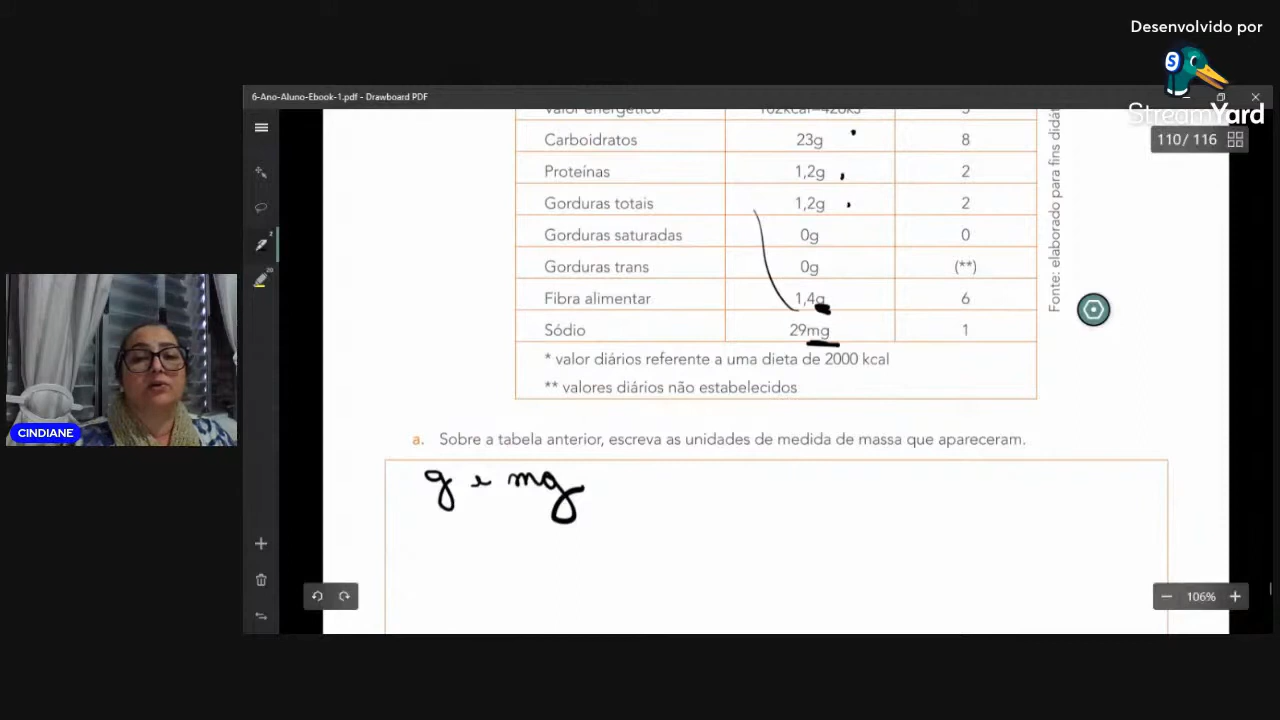 Desenvolvido por
StreamYard
6-Ano-Aluno-Ebook-1.pdf - Drawboard PDF
110 / 116
Valor energético
Carboidratos 23g 8
Proteínas 1,2g 2
Gorduras totais 1,2g 2
Gorduras saturadas 0g 0
Gorduras trans 0g (**)
Fibra alimentar 1,4g 6
Sódio 29mg 1
* valor diários referente a uma dieta de 2000 kcal
** valores diários não estabelecidos
Fonte: elaborado para fins
a. Sobre a tabela anterior, escreva as unidades de medida de massa que apareceram.
g e mg
CINDIANE
106%